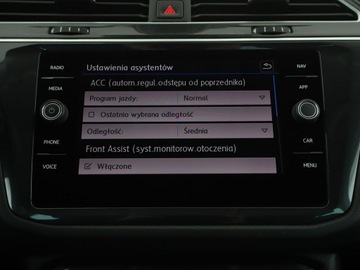 Ustawienia asystentów
RADIO
NAV
ACC (autom.regul.odstępu od poprzednika)
MEDIA
APP
Program jazdy: Normal
Ostatnio wybrana odległość
Odległość: Średnia
PHONE
CAR
Front Assist (syst.monitorow.otoczenia)
VOICE
Włączone
MENU